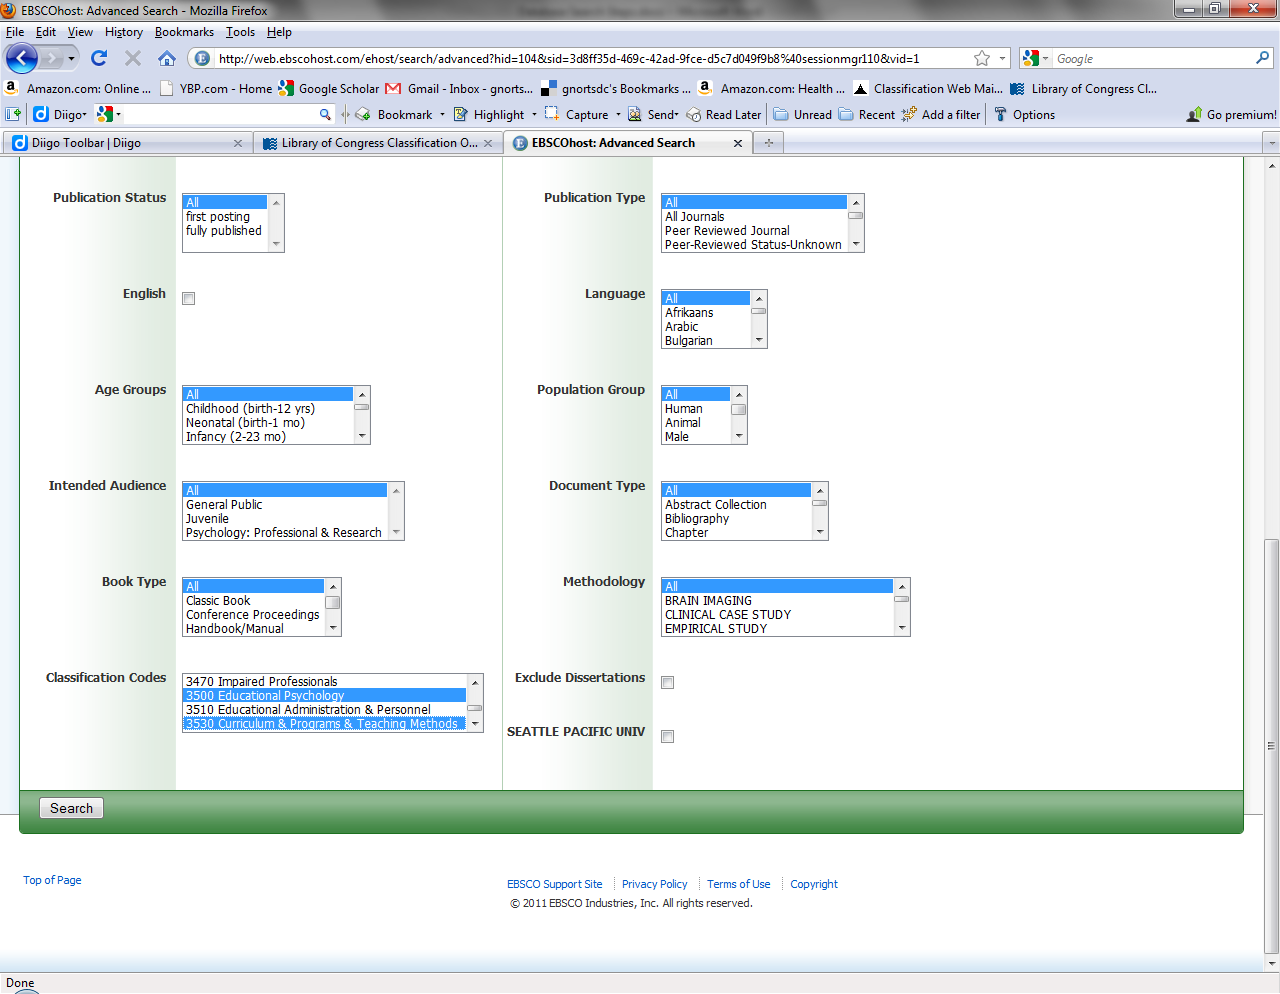 EBSCOhost: Advanced Search - Mozilla Firefox
File Edit View History Bookmarks Tools Help
http://web.ebscohost.com/ehost/search/advanced?hid=104&sid=3d8ff35d-469c-42ad-9fce-d5c7d049f9b8%40sessionmgr110&vid=1
Google
Amazon.com: Online ... YBP.com - Home Google Scholar Gmail - Inbox - gnorts... gnortsdc's Bookmarks ... Amazon.com: Health ... Classification Web Mai... Library of Congress Cl...
Diigo Bookmark Highlight Capture Send Read Later Unread Recent Add a filter Options Go premium!
Diigo Toolbar | Diigo Library of Congress Classification O... EBSCOhost: Advanced Search
Publication Status
All
first posting
fully published
Publication Type
All
All Journals
Peer Reviewed Journal
Peer-Reviewed Status-Unknown
English
Language
All
Afrikaans
Arabic
Bulgarian
Age Groups
All
Childhood (birth-12 yrs)
Neonatal (birth-1 mo)
Infancy (2-23 mo)
Population Group
All
Human
Animal
Male
Intended Audience
All
General Public
Juvenile
Psychology: Professional & Research
Document Type
All
Abstract Collection
Bibliography
Chapter
Book Type
All
Classic Book
Conference Proceedings
Handbook/Manual
Methodology
All
BRAIN IMAGING
CLINICAL CASE STUDY
EMPIRICAL STUDY
Classification Codes
3470 Impaired Professionals
3500 Educational Psychology
3510 Educational Administration & Personnel
3530 Curriculum & Programs & Teaching Methods
Exclude Dissertations
SEATTLE PACIFIC UNIV
Search
Top of Page
EBSCO Support Site Privacy Policy Terms of Use Copyright
© 2011 EBSCO Industries, Inc. All rights reserved.
Done